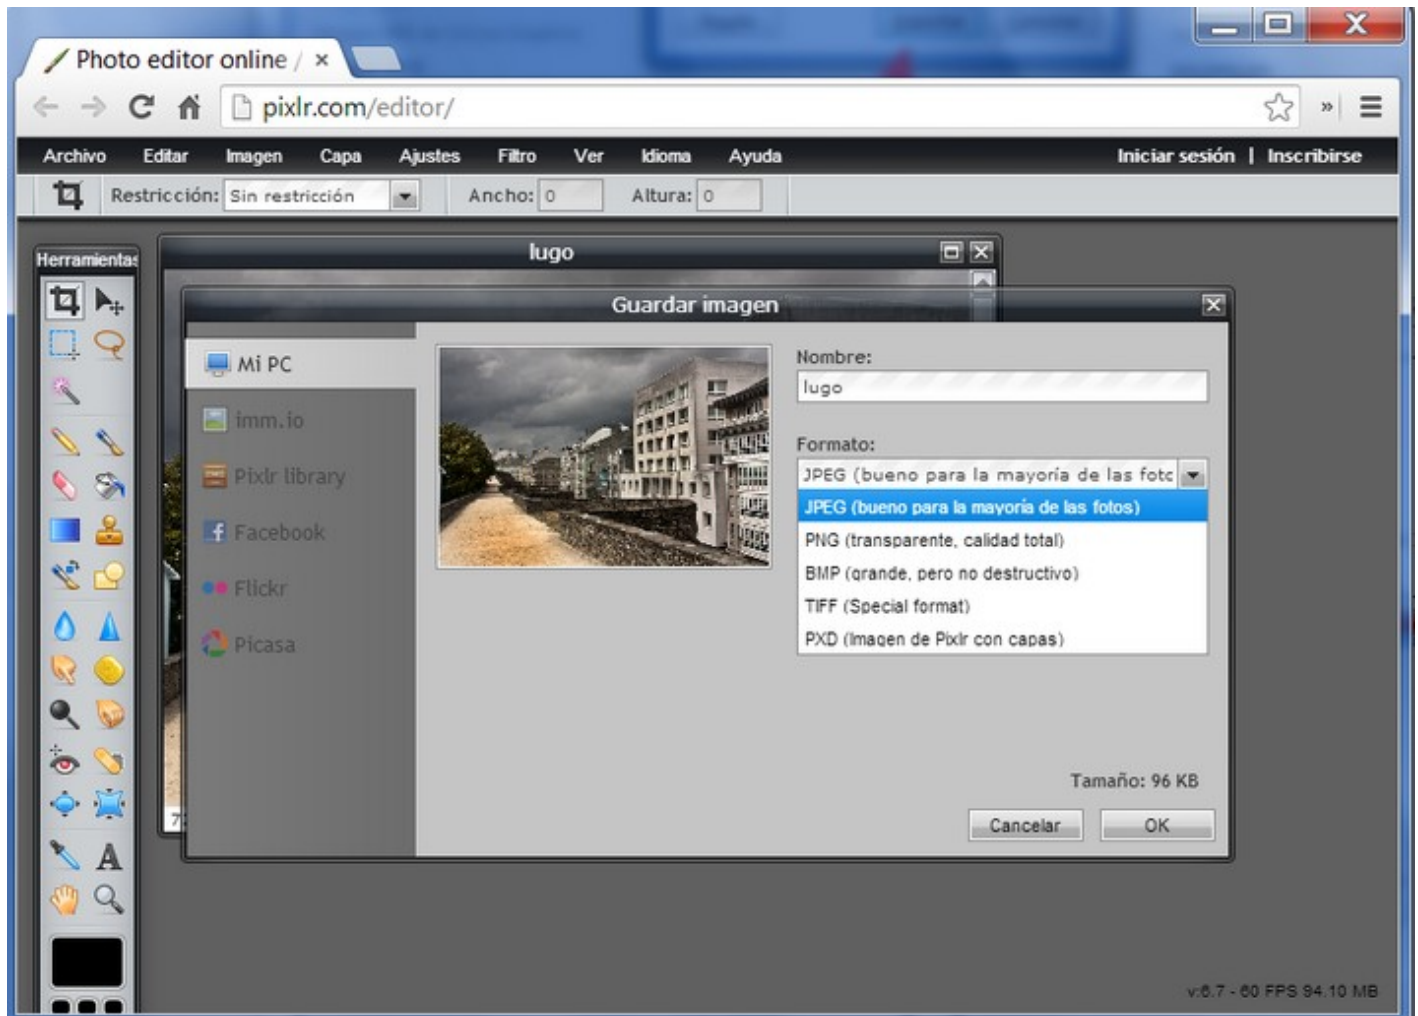 Photo editor online /
pixlr.com/editor/
Archivo Editar Imagen Capa Ajustes Filtro Ver Idioma Ayuda Iniciar sesión | Inscribirse
Restricción: Sin restricción Ancho: 0 Altura: 0
Herramientas
lugo
Guardar imagen
Mi PC
imm.io
Pixlr library
Facebook
Flickr
Picasa
Nombre:
lugo
Formato:
JPEG (bueno para la mayoría de las foto
JPEG (bueno para la mayoría de las fotos)
PNG (transparente, calidad total)
BMP (grande, pero no destructivo)
TIFF (Special format)
PXD (Imagen de Pixlr con capas)
Tamaño: 96 KB
Cancelar OK
v:6.7 - 60 FPS 94.10 MB